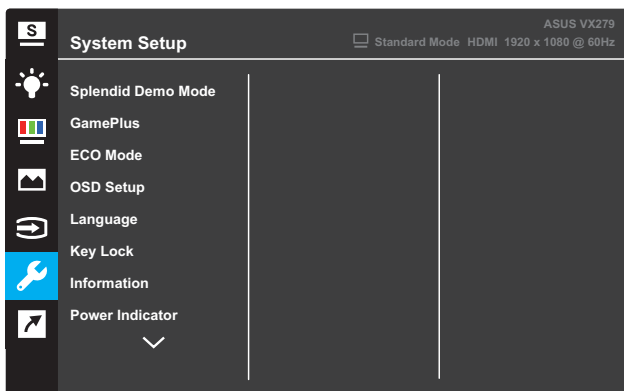 S
ASUS VX279
System Setup
Standard Mode HDMI 1920 x 1080 @ 60Hz
Splendid Demo Mode
GamePlus
ECO Mode
OSD Setup
Language
Key Lock
Information
Power Indicator